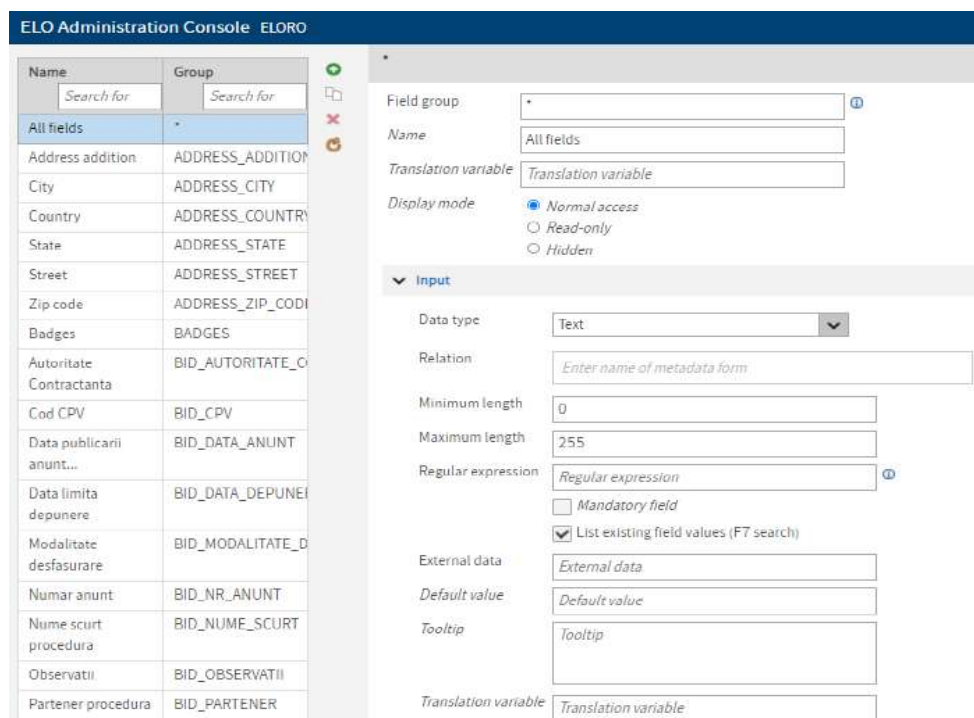 ELO Administration Console ELORO
Name Group
Search for Search for
All fields *
Address addition ADDRESS_ADDITION
City ADDRESS_CITY
Country ADDRESS_COUNTRY
State ADDRESS_STATE
Street ADDRESS_STREET
Zip code ADDRESS_ZIP_CODE
Badges BADGES
Autoritate BID_AUTORITATE_CO
Contractanta
Cod CPV BID_CPV
Data publicarii BID_DATA_ANUNT
anunt...
Data limita BID_DATA_DEPUNER
depunere
Modalitate BID_MODALITATE_D
desfasurare
Numar anunt BID_NR_ANUNT
Nume scurt BID_NUME_SCURT
procedura
Observatii BID_OBSERVATII
Partener procedura BID_PARTENER
*
Field group *
Name All fields
Translation variable Translation variable
Display mode Normal access
Read-only
Hidden
Input
Data type Text
Relation Enter name of metadata form
Minimum length 0
Maximum length 255
Regular expression Regular expression
Mandatory field
List existing field values (F7 search)
External data External data
Default value Default value
Tooltip Tooltip
Translation variable Translation variable